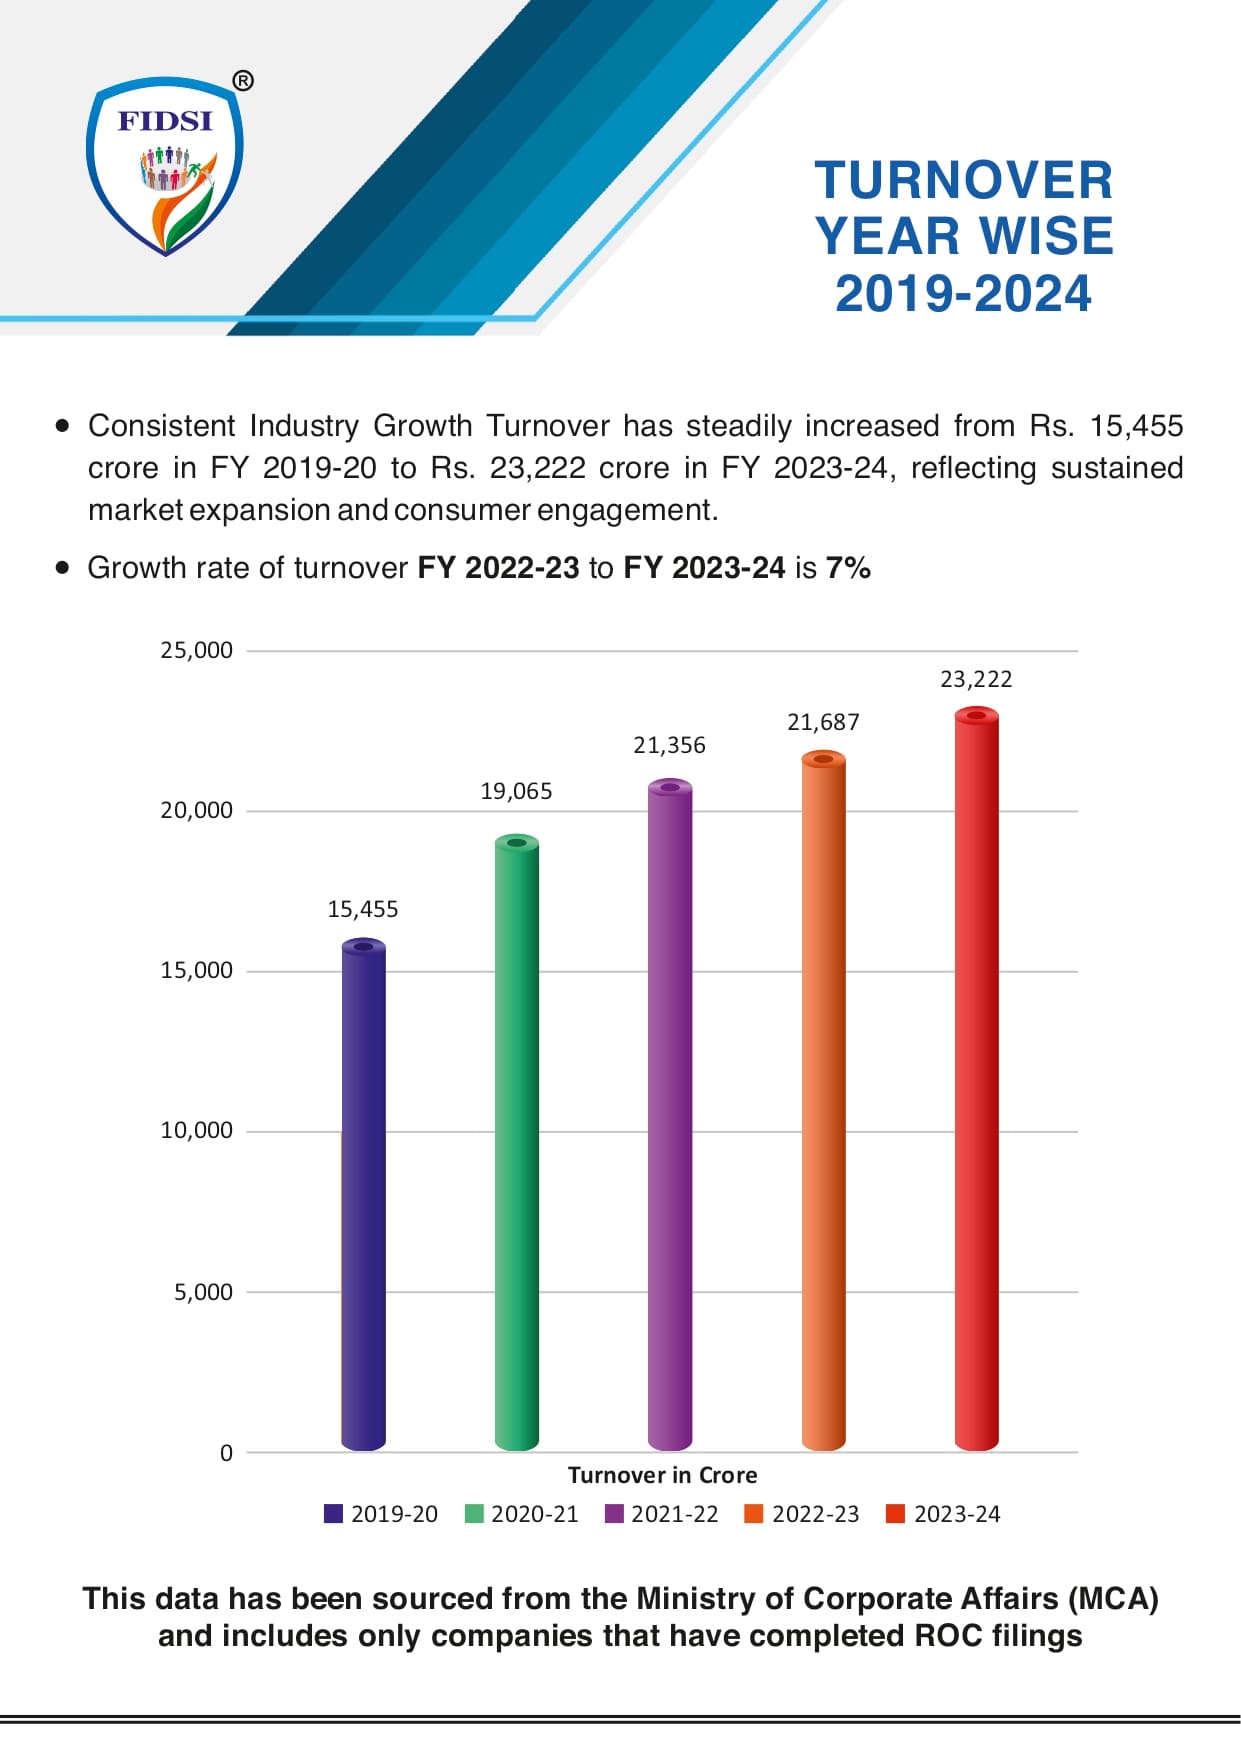 ®
FIDSI
TURNOVER
YEAR WISE
2019-2024
● Consistent Industry Growth Turnover has steadily increased from Rs. 15,455
crore in FY 2019-20 to Rs. 23,222 crore in FY 2023-24, reflecting sustained
market expansion and consumer engagement.
● Growth rate of turnover FY 2022-23 to FY 2023-24 is 7%
25,000
23,222
21,687
21,356
19,065
20,000
15,455
15,000
10,000
5,000
0
Turnover in Crore
2019-20 2020-21 2021-22 2022-23 2023-24
This data has been sourced from the Ministry of Corporate Affairs (MCA)
and includes only companies that have completed ROC filings